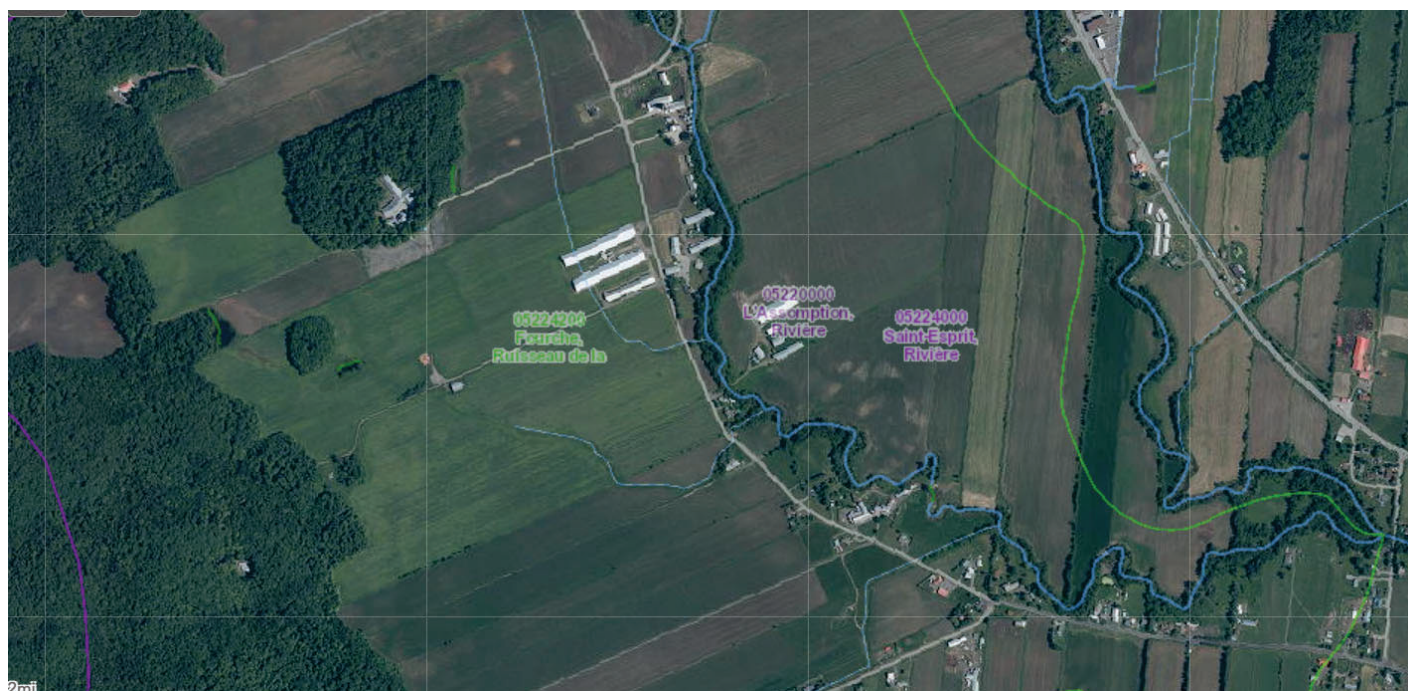 05220000
L'Assomption,
Rivière
05224200
Fourche,
Ruisseau de la
05224000
Saint-Esprit,
Rivière
2mi